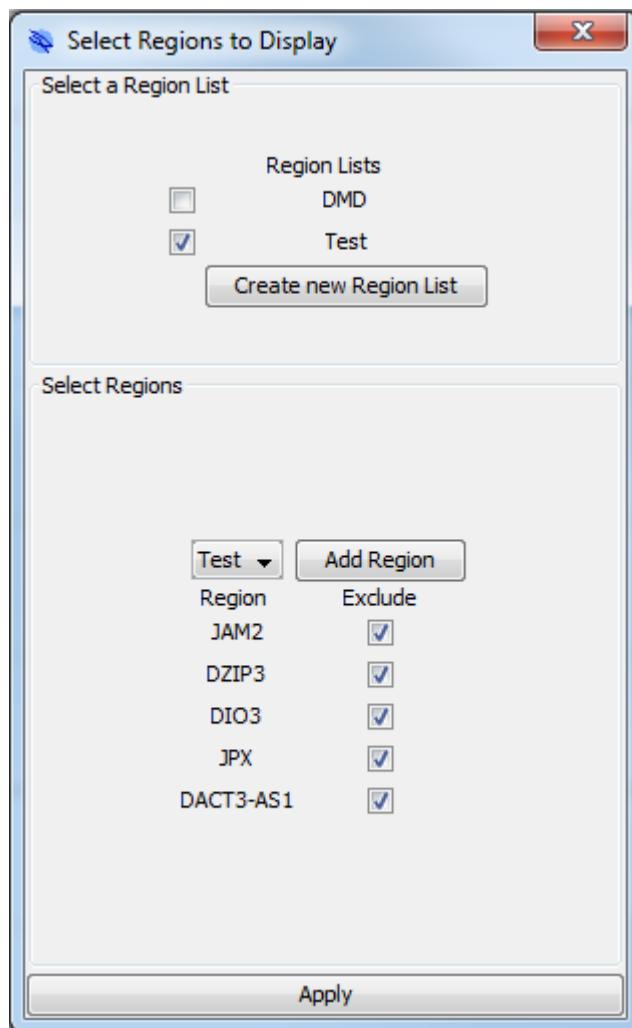 Select Regions to Display
Select a Region List
Region Lists
DMD
Test
Create new Region List
Select Regions
Test Add Region
Region Exclude
JAM2
DZIP3
DIO3
JPX
DACT3-AS1
Apply